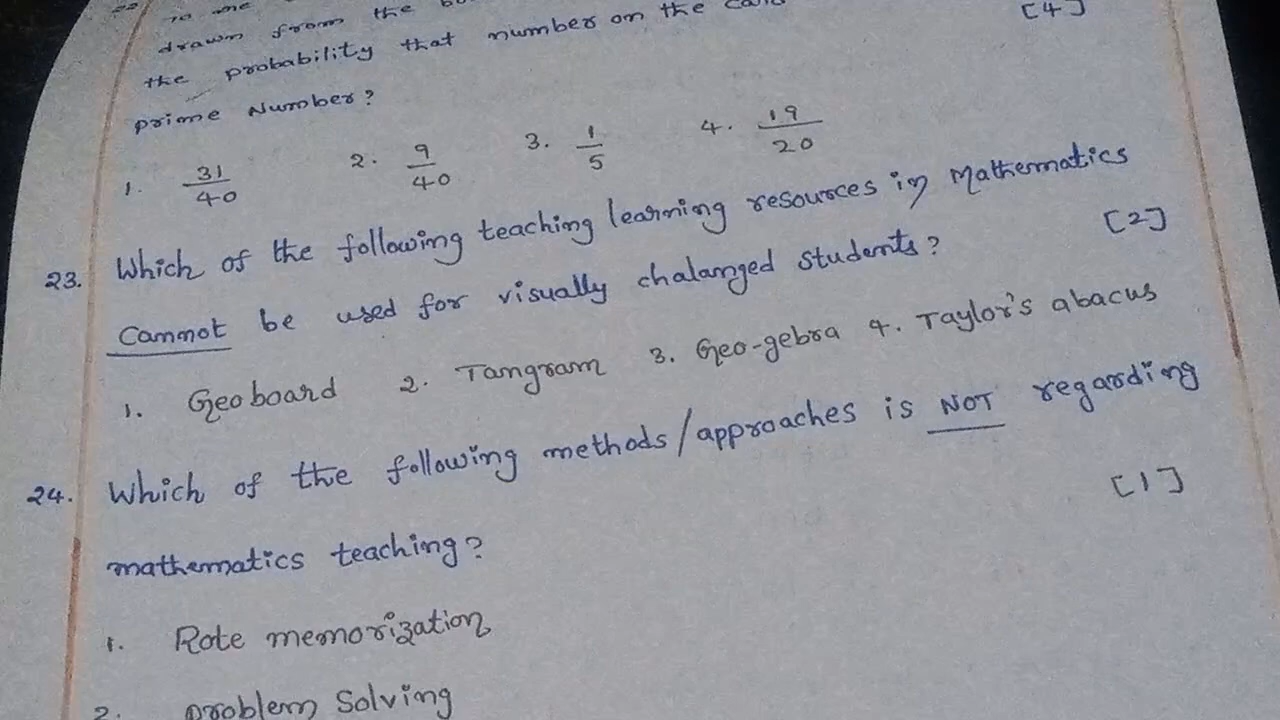 to the
drawn from the
the probability that number on the
[4]
prime Number?
1. 31/40 2. 9/40 3. 1/5 4. 19/20
23. Which of the following teaching learning resources in Mathematics
cannot be used for visually chalanged students? [2]
1. Geoboard 2. Tangram 3. Geo-gebra 4. Taylor's abacus
24. Which of the following methods/approaches is NOT regarding
mathematics teaching? [1]
1. Rote memorization
2. problem Solving